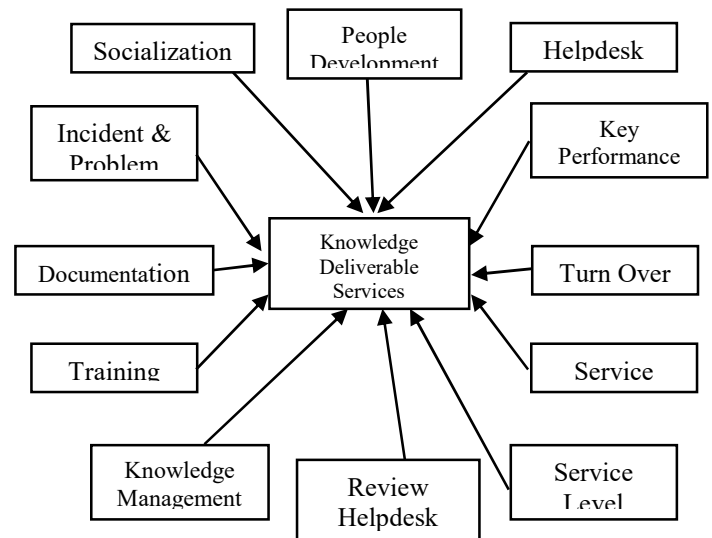 Socialization
People
Development
Helpdesk
Incident &
Problem
Key
Performance
Knowledge
Deliverable
Services
Documentation
Turn Over
Training
Service
Knowledge
Management
Review
Helpdesk
Service
Level